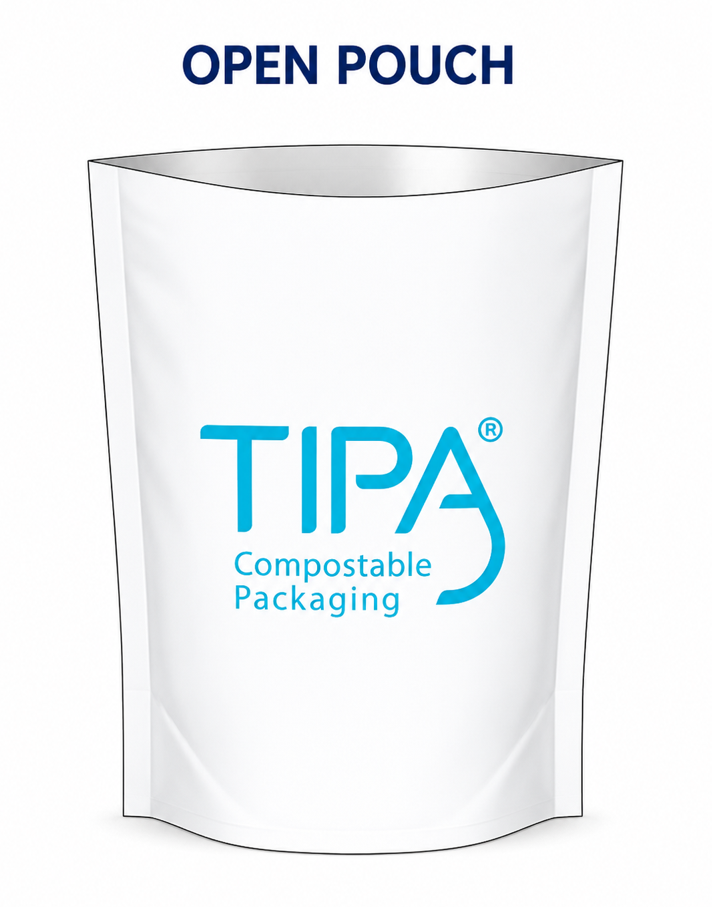 OPEN POUCH
TIPA®
Compostable
Packaging